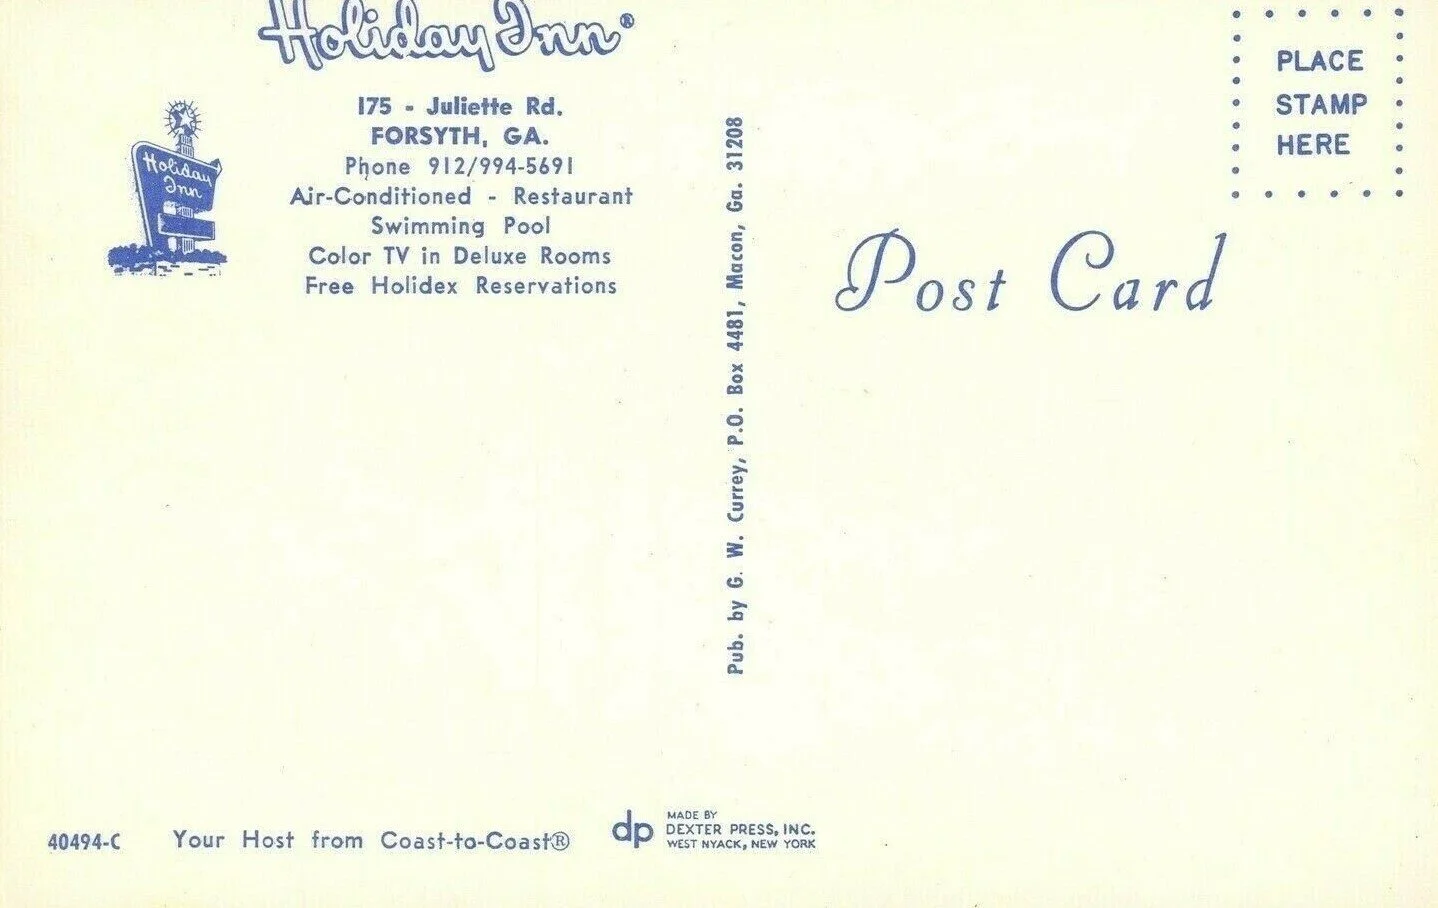 Holiday Inn®
I75 - Juliette Rd.
FORSYTH, GA.
Phone 912/994-5691
Air-Conditioned - Restaurant
Swimming Pool
Color TV in Deluxe Rooms
Free Holidex Reservations
Holiday
Inn
Pub. by G. W. Currey, P.O. Box 4481, Macon, Ga. 31208
PLACE
STAMP
HERE
Post Card
40494-C Your Host from Coast-to-Coast®
dp
MADE BY
DEXTER PRESS, INC.
WEST NYACK, NEW YORK